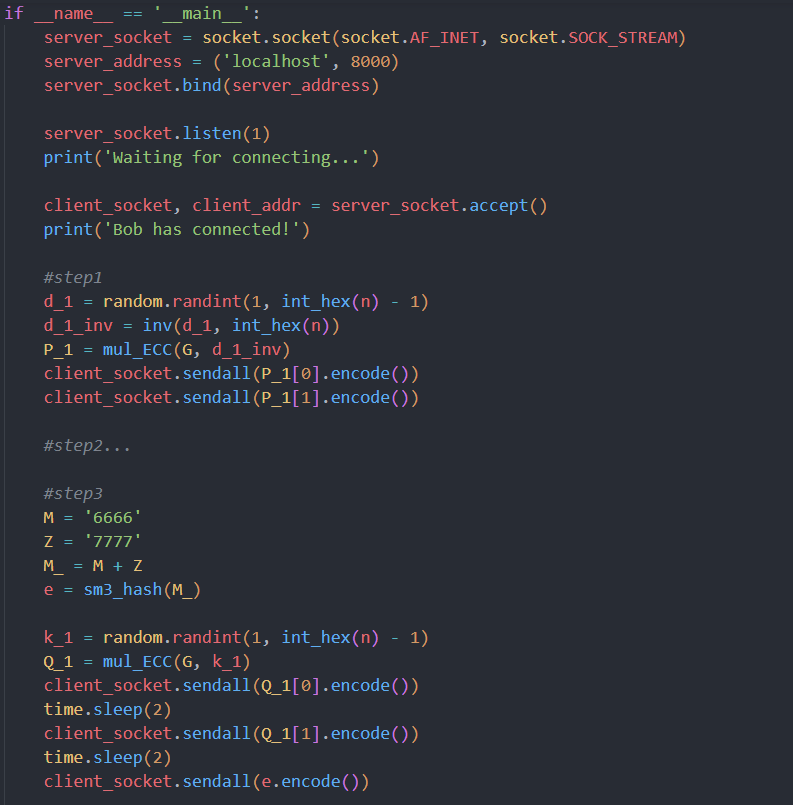 if __name__ == '__main__':
    server_socket = socket.socket(socket.AF_INET, socket.SOCK_STREAM)
    server_address = ('localhost', 8000)
    server_socket.bind(server_address)

    server_socket.listen(1)
    print('Waiting for connecting...')

    client_socket, client_addr = server_socket.accept()
    print('Bob has connected!')

    #step1
    d_1 = random.randint(1, int_hex(n) - 1)
    d_1_inv = inv(d_1, int_hex(n))
    P_1 = mul_ECC(G, d_1_inv)
    client_socket.sendall(P_1[0].encode())
    client_socket.sendall(P_1[1].encode())

    #step2...

    #step3
    M = '6666'
    Z = '7777'
    M_ = M + Z
    e = sm3_hash(M_)

    k_1 = random.randint(1, int_hex(n) - 1)
    Q_1 = mul_ECC(G, k_1)
    client_socket.sendall(Q_1[0].encode())
    time.sleep(2)
    client_socket.sendall(Q_1[1].encode())
    time.sleep(2)
    client_socket.sendall(e.encode())